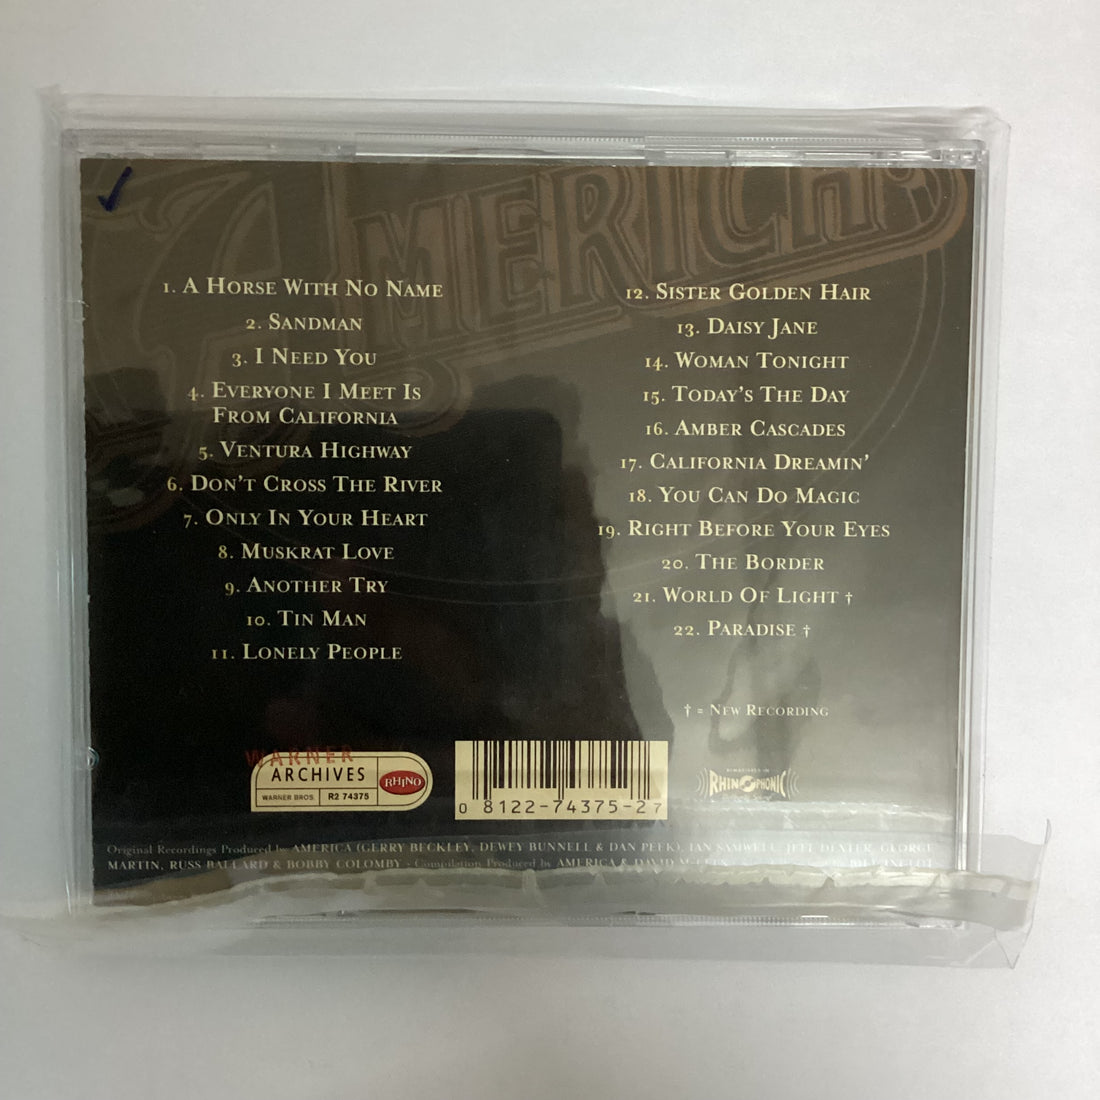 AMERICA
1. A HORSE WITH NO NAME
2. SANDMAN
3. I NEED YOU
4. EVERYONE I MEET IS
FROM CALIFORNIA
5. VENTURA HIGHWAY
6. DON'T CROSS THE RIVER
7. ONLY IN YOUR HEART
8. MUSKRAT LOVE
9. ANOTHER TRY
10. TIN MAN
11. LONELY PEOPLE
12. SISTER GOLDEN HAIR
13. DAISY JANE
14. WOMAN TONIGHT
15. TODAY'S THE DAY
16. AMBER CASCADES
17. CALIFORNIA DREAMIN'
18. YOU CAN DO MAGIC
19. RIGHT BEFORE YOUR EYES
20. THE BORDER
21. WORLD OF LIGHT †
22. PARADISE †
† = NEW RECORDING
WARNER
ARCHIVES
RHINO
WARNER BROS.
R2 74375
0 8122-74375-2 7
RHINOPHONIC
Original Recordings Produced by AMERICA (GERRY BECKLEY, DEWEY BUNNELL & DAN PEEK), IAN SAMWELL, JEFF DEXTER, GEORGE
MARTIN, RUSS BALLARD & BOBBY COLOMBY · Compilation Produced by AMERICA & DAVID